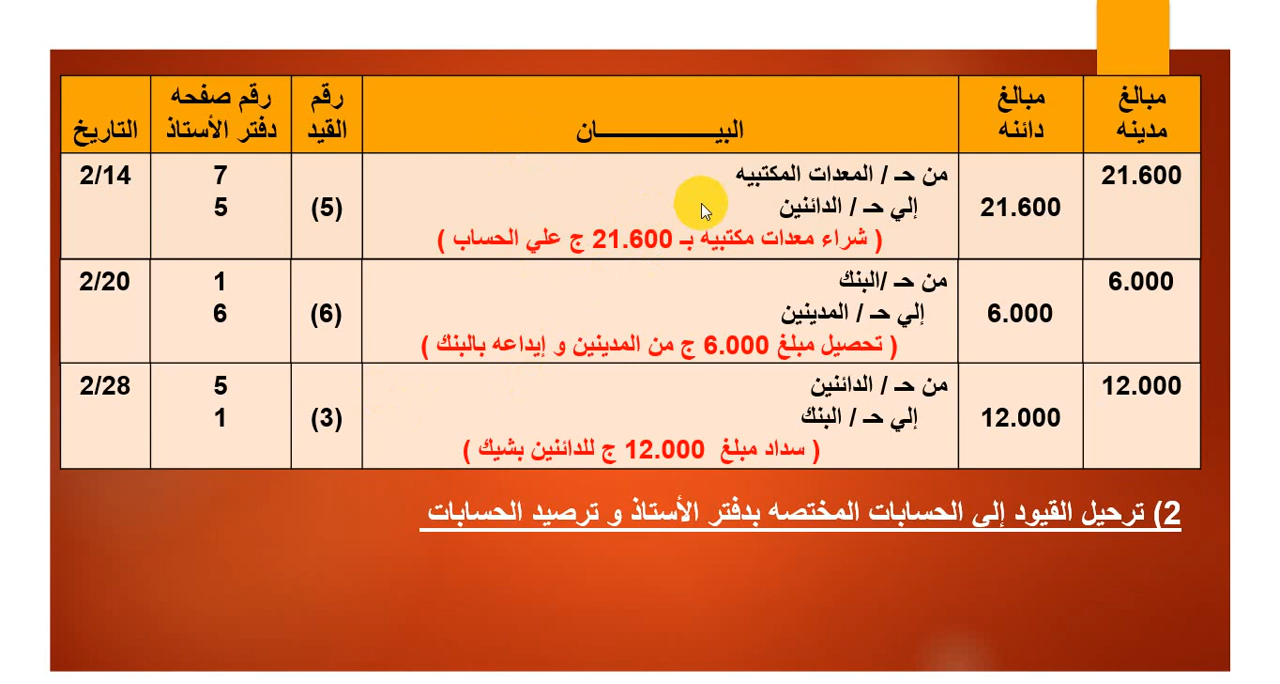 مبالغ مدينه	مبالغ دائنه	البيـــــــــــــــان	رقم القيد	رقم صفحه دفتر الأستاذ	التاريخ
21.600		من حـ / المعدات المكتبيه		7	2/14
	21.600	إلي حـ / الدائنين	(5)	5
( شراء معدات مكتبيه بـ 21.600 ج علي الحساب )
6.000		من حـ /البنك		1	2/20
	6.000	إلي حـ / المدينين	(6)	6
( تحصيل مبلغ 6.000 ج من المدينين و إيداعه بالبنك )
12.000		من حـ / الدائنين		5	2/28
	12.000	إلي حـ / البنك	(3)	1
( سداد مبلغ 12.000 ج للدائنين بشيك )
2) ترحيل القيود إلي الحسابات المختصه بدفتر الأستاذ و ترصيد الحسابات